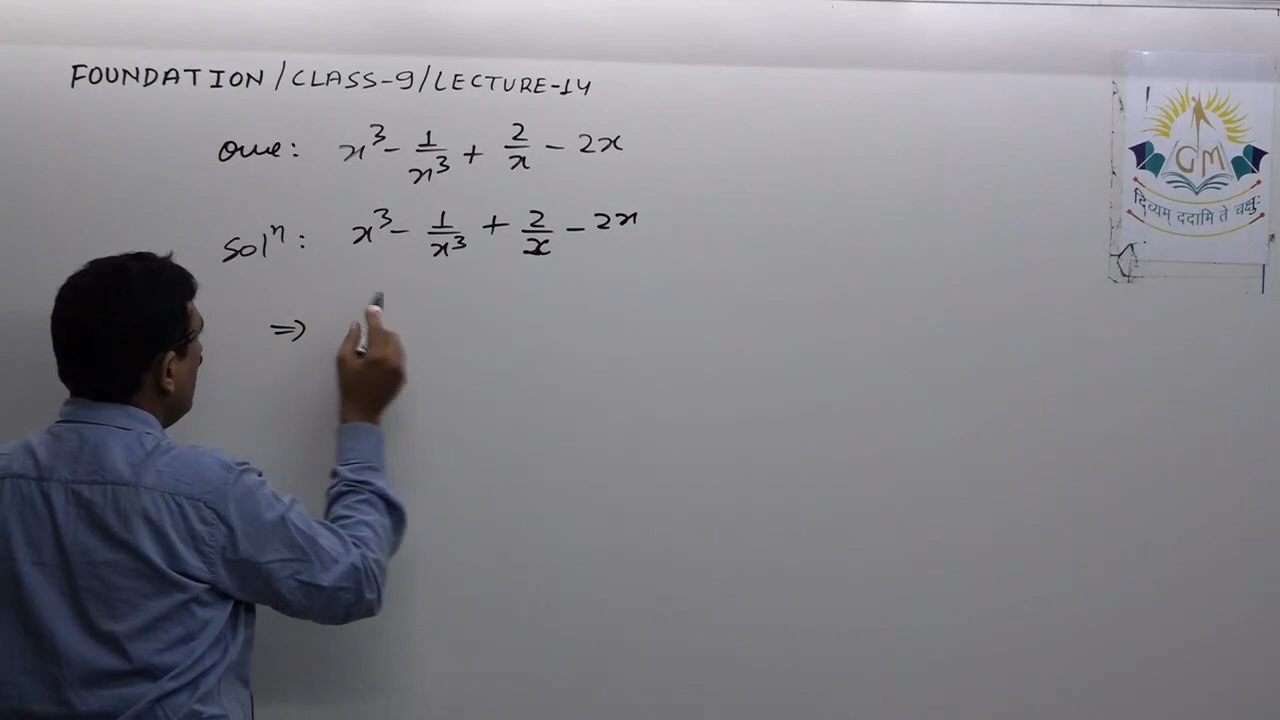 FOUNDATION/CLASS-9/LECTURE-14
Que: x³ - 1/x³ + 2/x - 2x
Solⁿ: x³ - 1/x³ + 2/x - 2x
⇒
GM
दिव्यम् ददामि ते चक्षुः